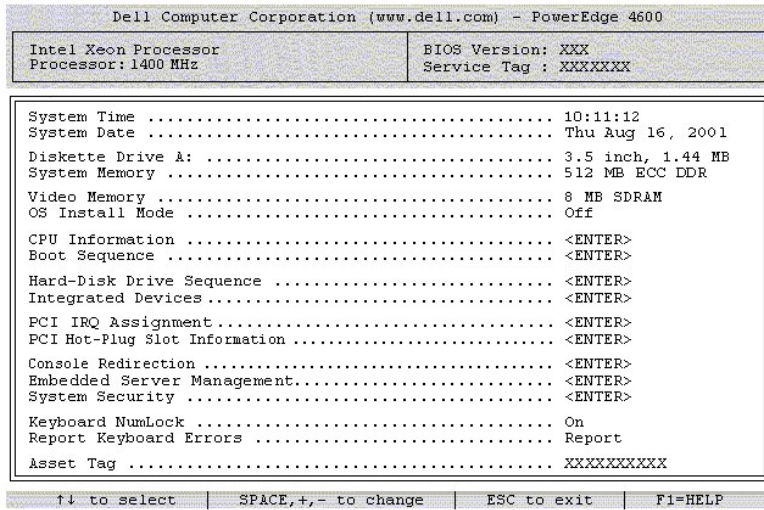 Dell Computer Corporation (www.dell.com) - PowerEdge 4600
Intel Xeon Processor
Processor: 1400 MHz
BIOS Version: XXX
Service Tag : XXXXXXX
System Time ........................................ 10:11:12
System Date ........................................ Thu Aug 16, 2001
Diskette Drive A: .................................. 3.5 inch, 1.44 MB
System Memory ...................................... 512 MB ECC DDR
Video Memory ....................................... 8 MB SDRAM
OS Install Mode .................................... Off
CPU Information .................................... <ENTER>
Boot Sequence ...................................... <ENTER>
Hard-Disk Drive Sequence ........................... <ENTER>
Integrated Devices.................................. <ENTER>
PCI IRQ Assignment................................. <ENTER>
PCI Hot-Plug Slot Information ......................... <ENTER>
Console Redirection ..................................... <ENTER>
Embedded Server Management.......................... <ENTER>
System Security .................................... <ENTER>
Keyboard NumLock ................................... On
Report Keyboard Errors ............................. Report
Asset Tag .......................................... XXXXXXXXXX
↑↓ to select | SPACE,+,- to change | ESC to exit | F1=HELP